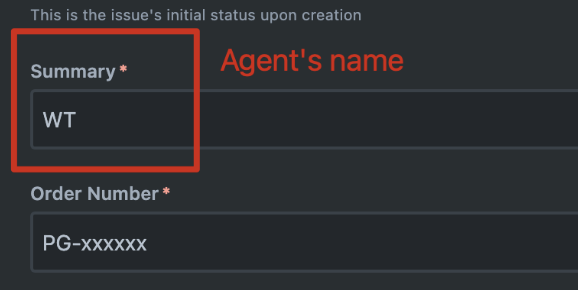 This is the issue's initial status upon creation
Agent's name
Summary *
WT
Order Number *
PG-xxxxxx